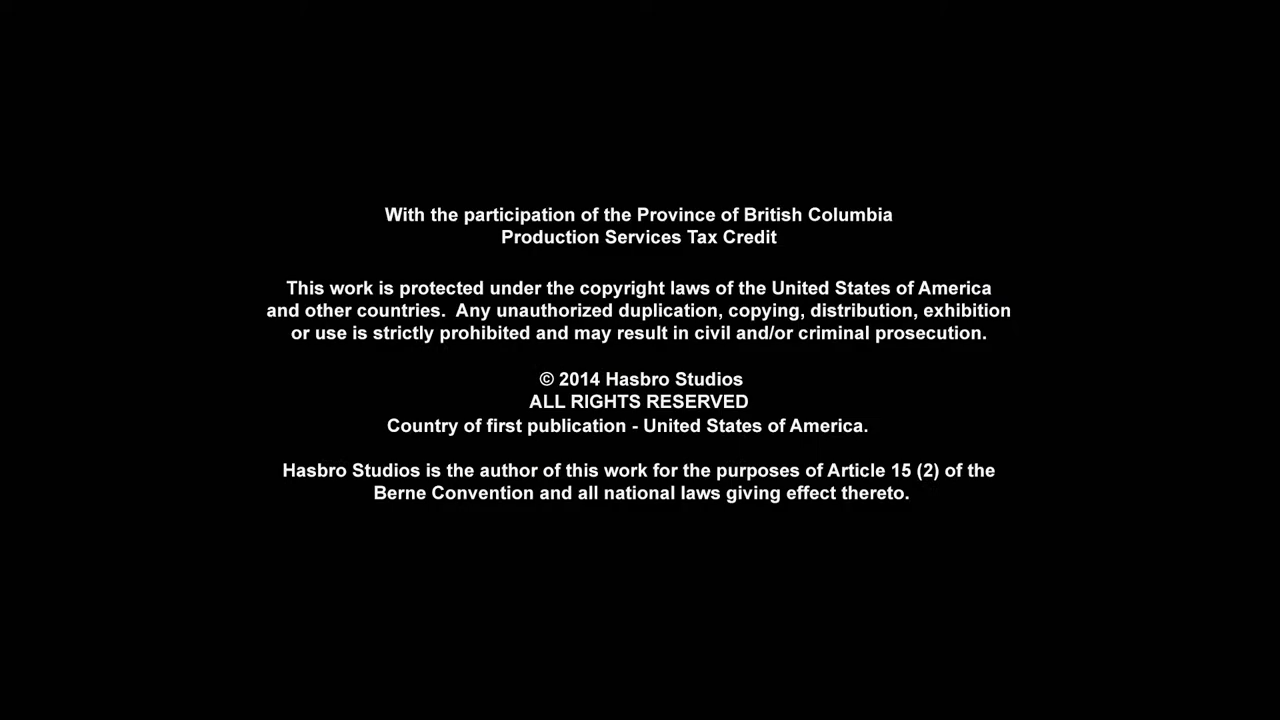 With the participation of the Province of British Columbia
Production Services Tax Credit
This work is protected under the copyright laws of the United States of America
and other countries.  Any unauthorized duplication, copying, distribution, exhibition
or use is strictly prohibited and may result in civil and/or criminal prosecution.
© 2014 Hasbro Studios
ALL RIGHTS RESERVED
Country of first publication - United States of America.
Hasbro Studios is the author of this work for the purposes of Article 15 (2) of the
Berne Convention and all national laws giving effect thereto.